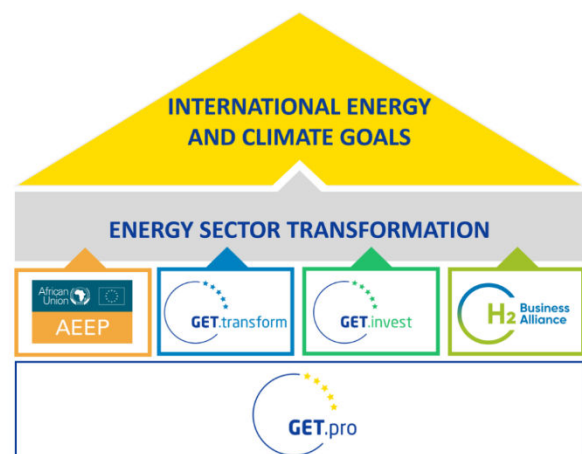 INTERNATIONAL ENERGY
AND CLIMATE GOALS
ENERGY SECTOR TRANSFORMATION
African
Union
AEEP
GET.transform
GET.invest
H2 Business
Alliance
GET.pro